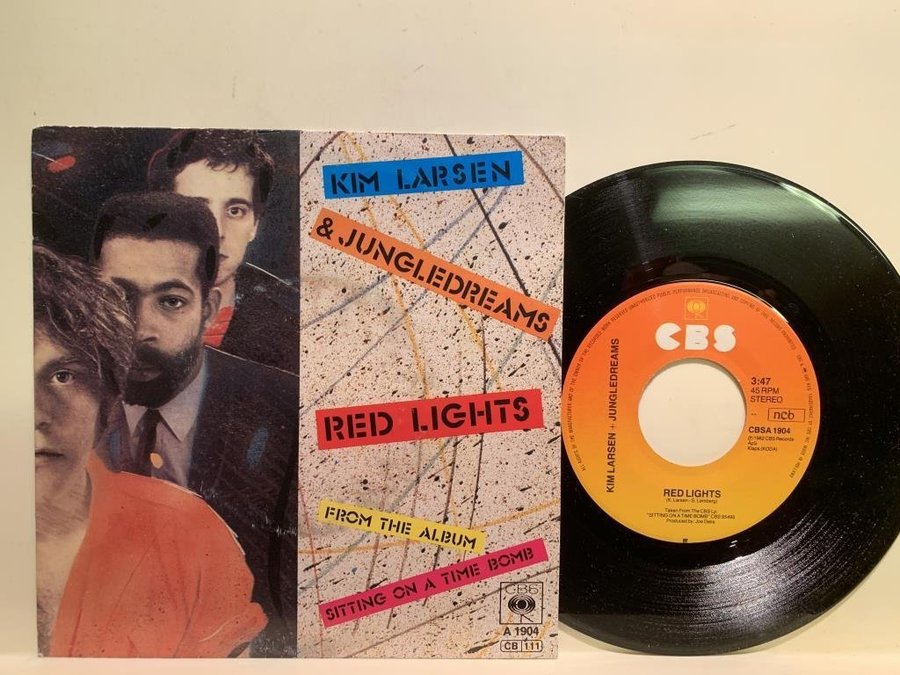 KIM LARSEN
& JUNGLEDREAMS
RED LIGHTS
FROM THE ALBUM
SITTING ON A TIME BOMB
CBS
A 1904
CB 111
CBS
KIM LARSEN + JUNGLEDREAMS
3:47
45 RPM
STEREO
ncb
CBSA 1904
RED LIGHTS
Taken From The CBS Lp:
"SITTING ON A TIME BOMB" CBS
Produced by: Joe Delia